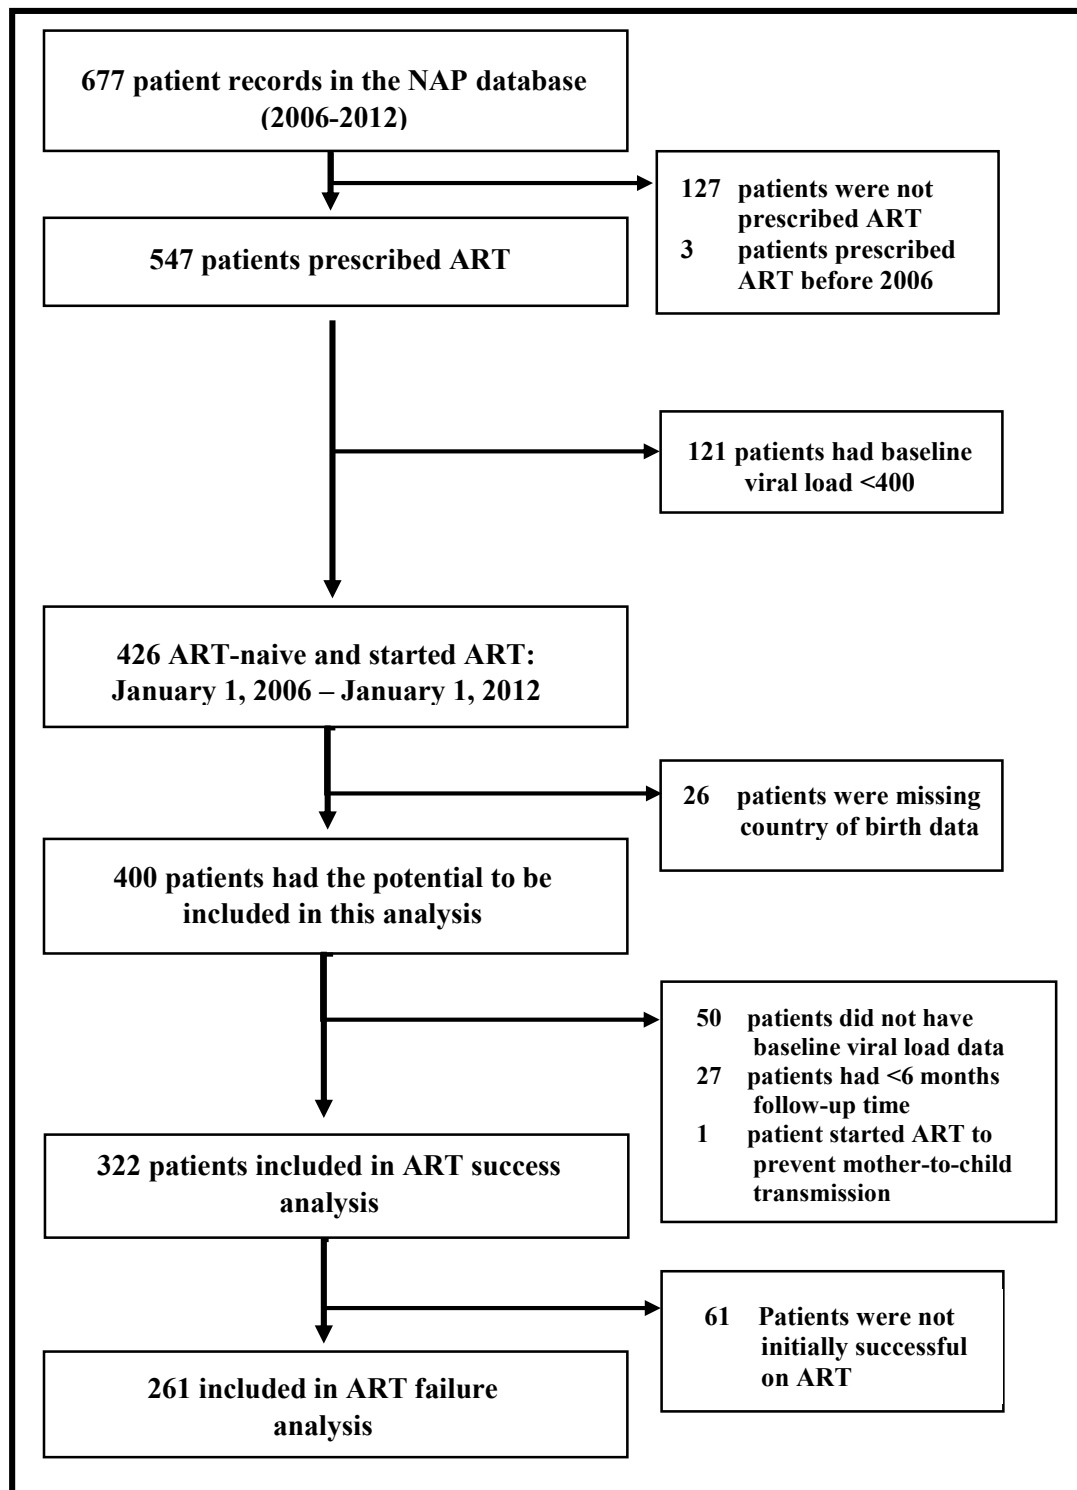 677 patient records in the NAP database
(2006-2012)
127 patients were not
prescribed ART
3 patients prescribed
ART before 2006
547 patients prescribed ART
121 patients had baseline
viral load <400
426 ART-naive and started ART:
January 1, 2006 – January 1, 2012
26 patients were missing
country of birth data
400 patients had the potential to be
included in this analysis
50 patients did not have
baseline viral load data
27 patients had <6 months
follow-up time
1 patient started ART to
prevent mother-to-child
transmission
322 patients included in ART success
analysis
61 Patients were not
initially successful
on ART
261 included in ART failure
analysis